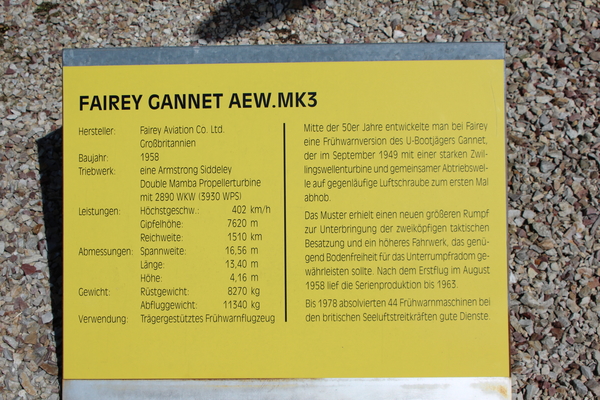 FAIREY GANNET AEW.MK3
Hersteller: Fairey Aviation Co. Ltd.
Großbritannien
Baujahr: 1958
Triebwerk: eine Armstrong Siddeley
Double Mamba Propellerturbine
mit 2890 WKW (3930 WPS)
Leistungen: Höchstgeschw.: 402 km/h
Gipfelhöhe: 7620 m
Reichweite: 1510 km
Abmessungen: Spannweite: 16,56 m
Länge: 13,40 m
Höhe: 4,16 m
Gewicht: Rüstgewicht: 8270 kg
Abfluggewicht: 11340 kg
Verwendung: Trägergestütztes Frühwarnflugzeug
Mitte der 50er Jahre entwickelte man bei Fairey
eine Frühwarnversion des U-Bootjägers Gannet,
der im September 1949 mit einer starken Zwil-
lingswellenturbine und gemeinsamer Abtriebswel-
le auf gegenläufige Luftschraube zum ersten Mal
abhob.
Das Muster erhielt einen neuen größeren Rumpf
zur Unterbringung der zweiköpfigen taktischen
Besatzung und ein höheres Fahrwerk, das genü-
gend Bodenfreiheit für das Unterrumpfradom ge-
währleisten sollte. Nach dem Erstflug im August
1958 lief die Serienproduktion bis 1963.
Bis 1978 absolvierten 44 Frühwarnmaschinen bei
den britischen Seeluftstreitkräften gute Dienste.